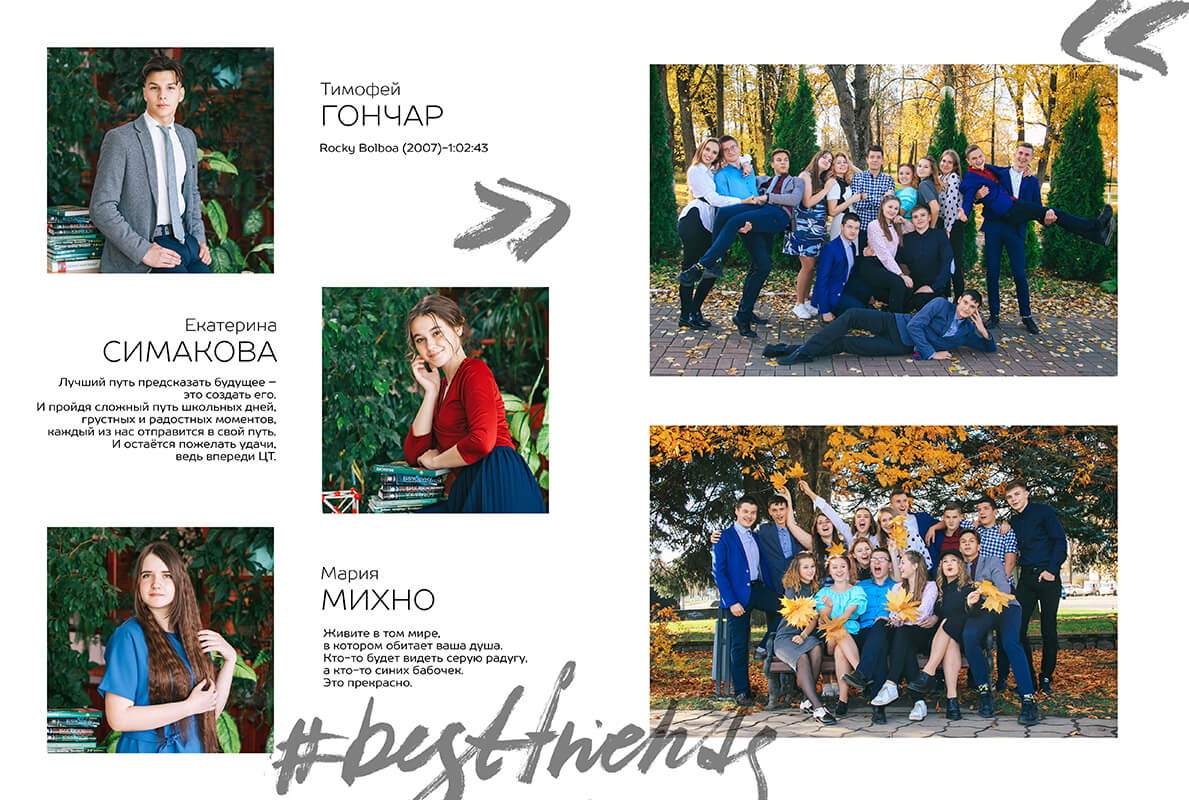 Тимофей
ГОНЧАР
Rocky Bolboa (2007)-1:02:43
Екатерина
СИМАКОВА
Лучший путь предсказать будущее –
это создать его.
И пройдя сложный путь школьных дней,
грустных и радостных моментов,
каждый из нас отправится в свой путь.
И остаётся пожелать удачи,
ведь впереди ЦТ.
Мария
МИХНО
Живите в том мире,
в котором обитает ваша душа.
Кто-то будет видеть серую радугу,
а кто-то синих бабочек.
Это прекрасно.
#bestfriends